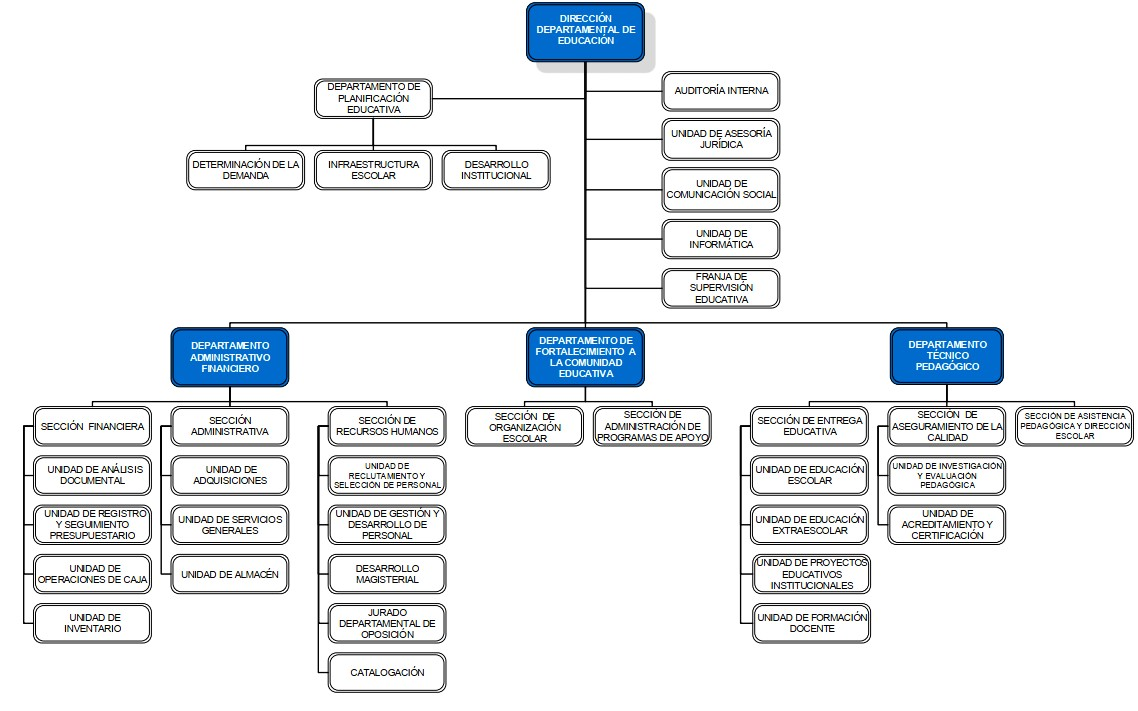 DIRECCIÓN
DEPARTAMENTAL DE
EDUCACIÓN
DEPARTAMENTO DE
PLANIFICACIÓN
EDUCATIVA
DETERMINACIÓN DE LA
DEMANDA
INFRAESTRUCTURA
ESCOLAR
DESARROLLO
INSTITUCIONAL
AUDITORÍA INTERNA
UNIDAD DE ASESORÍA
JURÍDICA
UNIDAD DE
COMUNICACIÓN SOCIAL
UNIDAD DE
INFORMÁTICA
FRANJA DE
SUPERVISIÓN
EDUCATIVA
DEPARTAMENTO
ADMINISTRATIVO
FINANCIERO
SECCIÓN FINANCIERA
UNIDAD DE ANÁLISIS
DOCUMENTAL
UNIDAD DE REGISTRO
Y SEGUIMIENTO
PRESUPUESTARIO
UNIDAD DE
OPERACIONES DE CAJA
UNIDAD DE
INVENTARIO
SECCIÓN
ADMINISTRATIVA
UNIDAD DE
ADQUISICIONES
UNIDAD DE SERVICIOS
GENERALES
UNIDAD DE ALMACÉN
SECCIÓN DE
RECURSOS HUMANOS
UNIDAD DE
RECLUTAMIENTO Y
SELECCIÓN DE PERSONAL
UNIDAD DE GESTIÓN Y
DESARROLLO DE
PERSONAL
DESARROLLO
MAGISTERIAL
JURADO
DEPARTAMENTAL DE
OPOSICIÓN
CATALOGACIÓN
DEPARTAMENTO DE
FORTALECIMIENTO A
LA COMUNIDAD
EDUCATIVA
SECCIÓN DE
ORGANIZACIÓN
ESCOLAR
SECCIÓN DE
ADMINISTRACIÓN DE
PROGRAMAS DE APOYO
DEPARTAMENTO
TÉCNICO
PEDAGÓGICO
SECCIÓN DE ENTREGA
EDUCATIVA
UNIDAD DE EDUCACIÓN
ESCOLAR
UNIDAD DE EDUCACIÓN
EXTRAESCOLAR
UNIDAD DE PROYECTOS
EDUCATIVOS
INSTITUCIONALES
UNIDAD DE FORMACIÓN
DOCENTE
SECCIÓN DE
ASEGURAMIENTO DE LA
CALIDAD
UNIDAD DE INVESTIGACIÓN
Y EVALUACIÓN
PEDAGÓGICA
UNIDAD DE
ACREDITAMIENTO Y
CERTIFICACIÓN
SECCIÓN DE ASISTENCIA
PEDAGÓGICA Y DIRECCIÓN
ESCOLAR